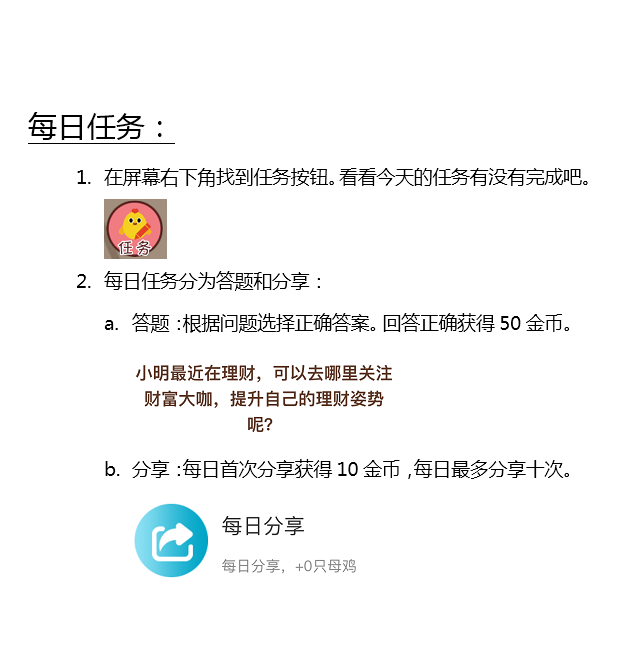 每日任务：
1. 在屏幕右下角找到任务按钮。看看今天的任务有没有完成吧。
任务
2. 每日任务分为答题和分享：
a. 答题：根据问题选择正确答案。回答正确获得 50 金币。
小明最近在理财，可以去哪里关注
财富大咖，提升自己的理财姿势
呢？
b. 分享：每日首次分享获得 10 金币，每日最多分享十次。
每日分享
每日分享，+0只母鸡